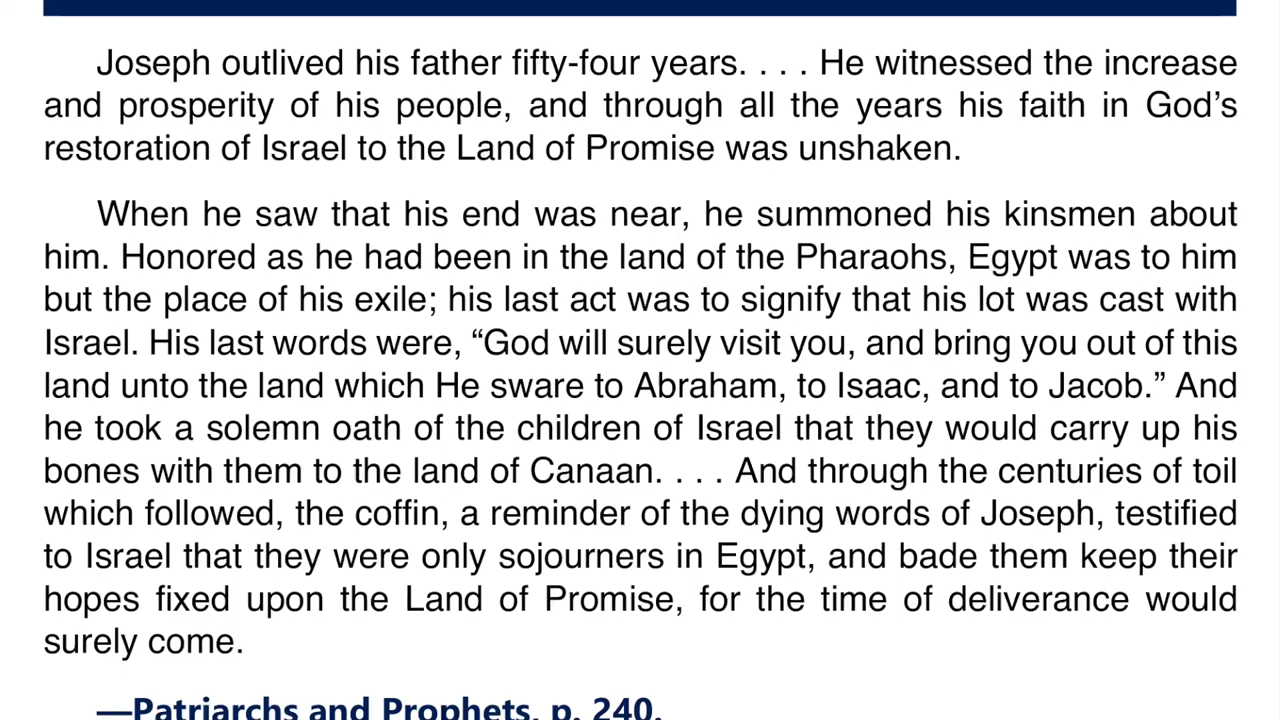 Joseph outlived his father fifty-four years. . . . He witnessed the increase
and prosperity of his people, and through all the years his faith in God’s
restoration of Israel to the Land of Promise was unshaken.
When he saw that his end was near, he summoned his kinsmen about
him. Honored as he had been in the land of the Pharaohs, Egypt was to him
but the place of his exile; his last act was to signify that his lot was cast with
Israel. His last words were, “God will surely visit you, and bring you out of this
land unto the land which He sware to Abraham, to Isaac, and to Jacob.” And
he took a solemn oath of the children of Israel that they would carry up his
bones with them to the land of Canaan. . . . And through the centuries of toil
which followed, the coffin, a reminder of the dying words of Joseph, testified
to Israel that they were only sojourners in Egypt, and bade them keep their
hopes fixed upon the Land of Promise, for the time of deliverance would
surely come.
—Patriarchs and Prophets, p. 240.